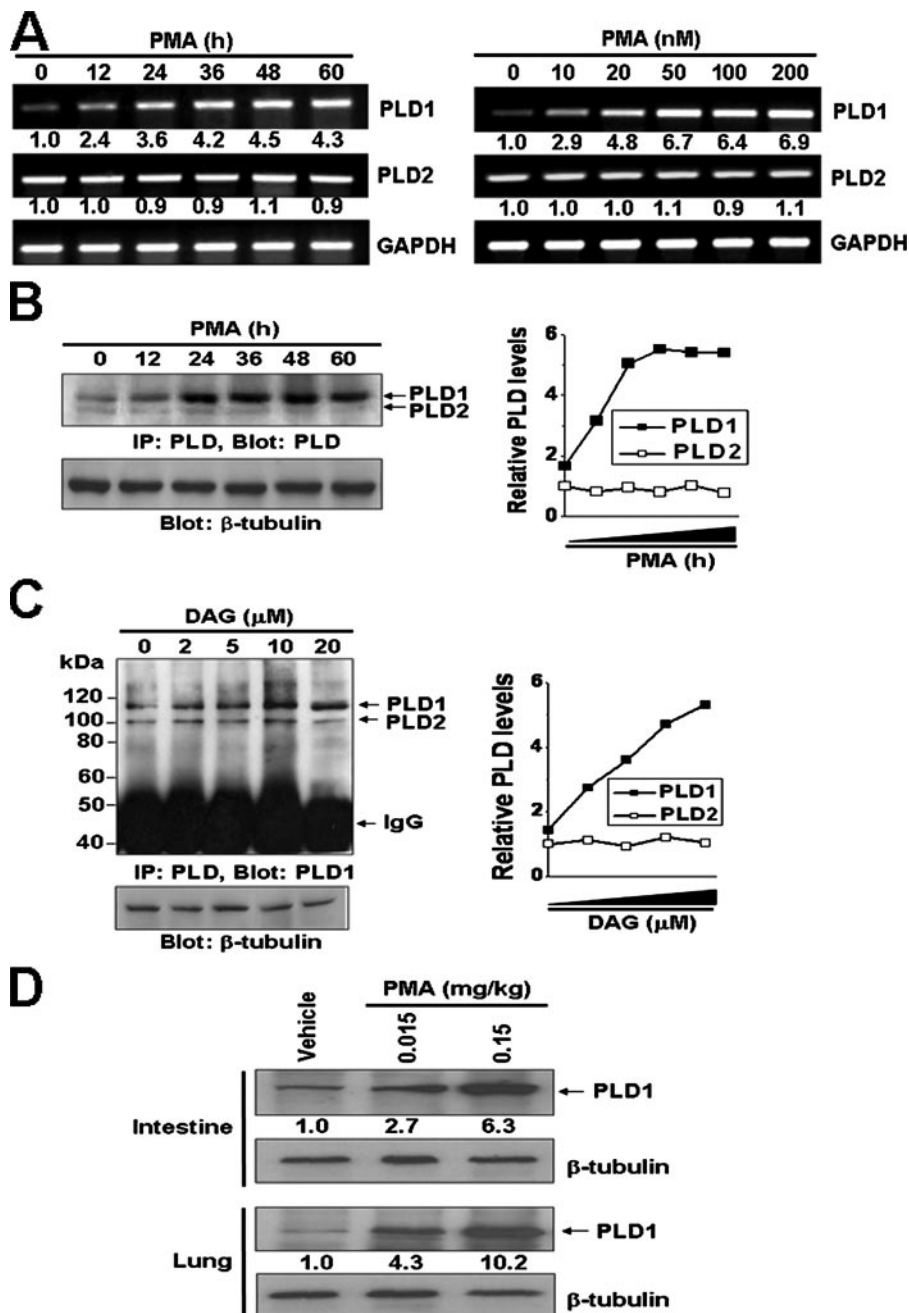 A
PMA (h)
0 12 24 36 48 60
PLD1
1.0 2.4 3.6 4.2 4.5 4.3
PLD2
1.0 1.0 0.9 0.9 1.1 0.9
GAPDH
PMA (nM)
0 10 20 50 100 200
PLD1
1.0 2.9 4.8 6.7 6.4 6.9
PLD2
1.0 1.0 1.0 1.1 0.9 1.1
GAPDH
B
PMA (h)
0 12 24 36 48 60
PLD1
PLD2
IP: PLD, Blot: PLD
Blot: β-tubulin
Relative PLD levels
6
4
2
0
PLD1
PLD2
PMA (h)
C
DAG (μM)
0 2 5 10 20
kDa
120
100
80
60
50
40
PLD1
PLD2
IgG
IP: PLD, Blot: PLD1
Blot: β-tubulin
Relative PLD levels
6
4
2
0
PLD1
PLD2
DAG (μM)
D
PMA (mg/kg)
Vehicle 0.015 0.15
Intestine
PLD1
1.0 2.7 6.3
β-tubulin
Lung
PLD1
1.0 4.3 10.2
β-tubulin